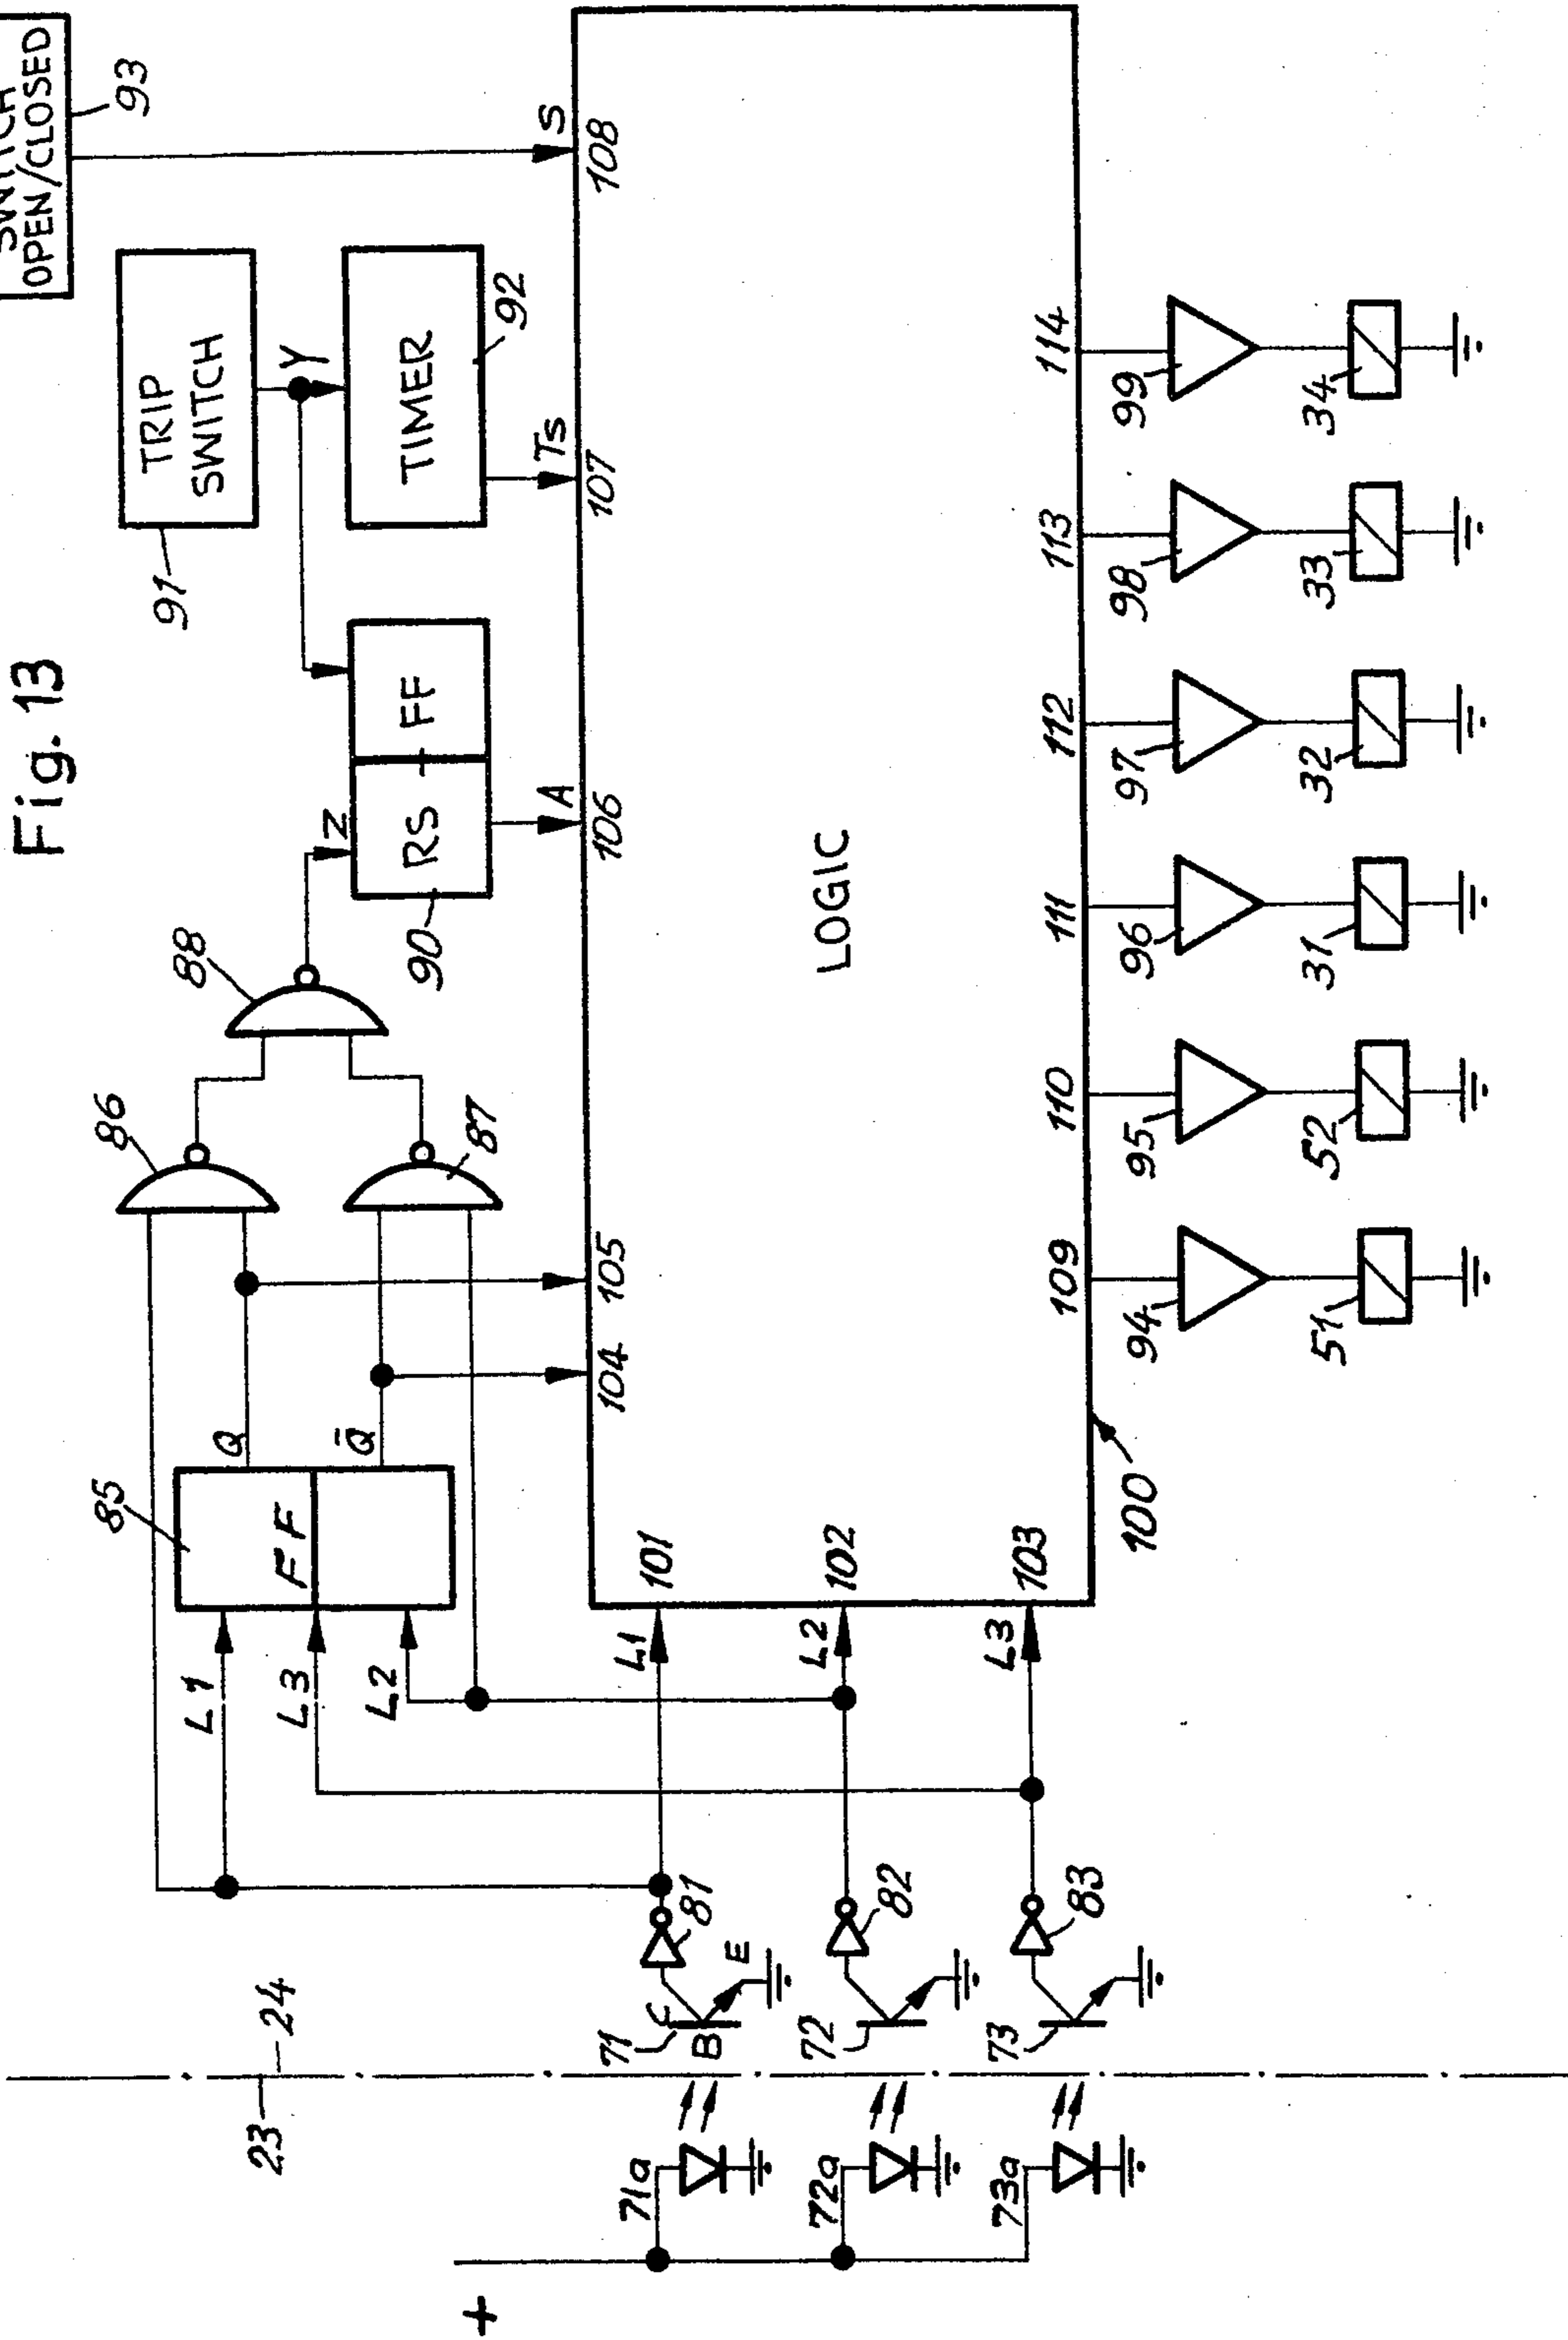 Fig. 13
SWITCH
OPEN/CLOSED
93
TRIP
SWITCH
91
Y
TIMER
92
Ts
S
85
L1
L3
L2
FF
Q
Q̄
86
87
88
Z
RS - FF
90
A
23
24
+
71a
72a
73a
71
C
B
E
72
73
81
82
83
L1
L2
L3
101
102
103
104
105
106
107
108
LOGIC
100
109
110
111
112
113
114
94
95
96
97
98
99
51
52
31
32
33
34